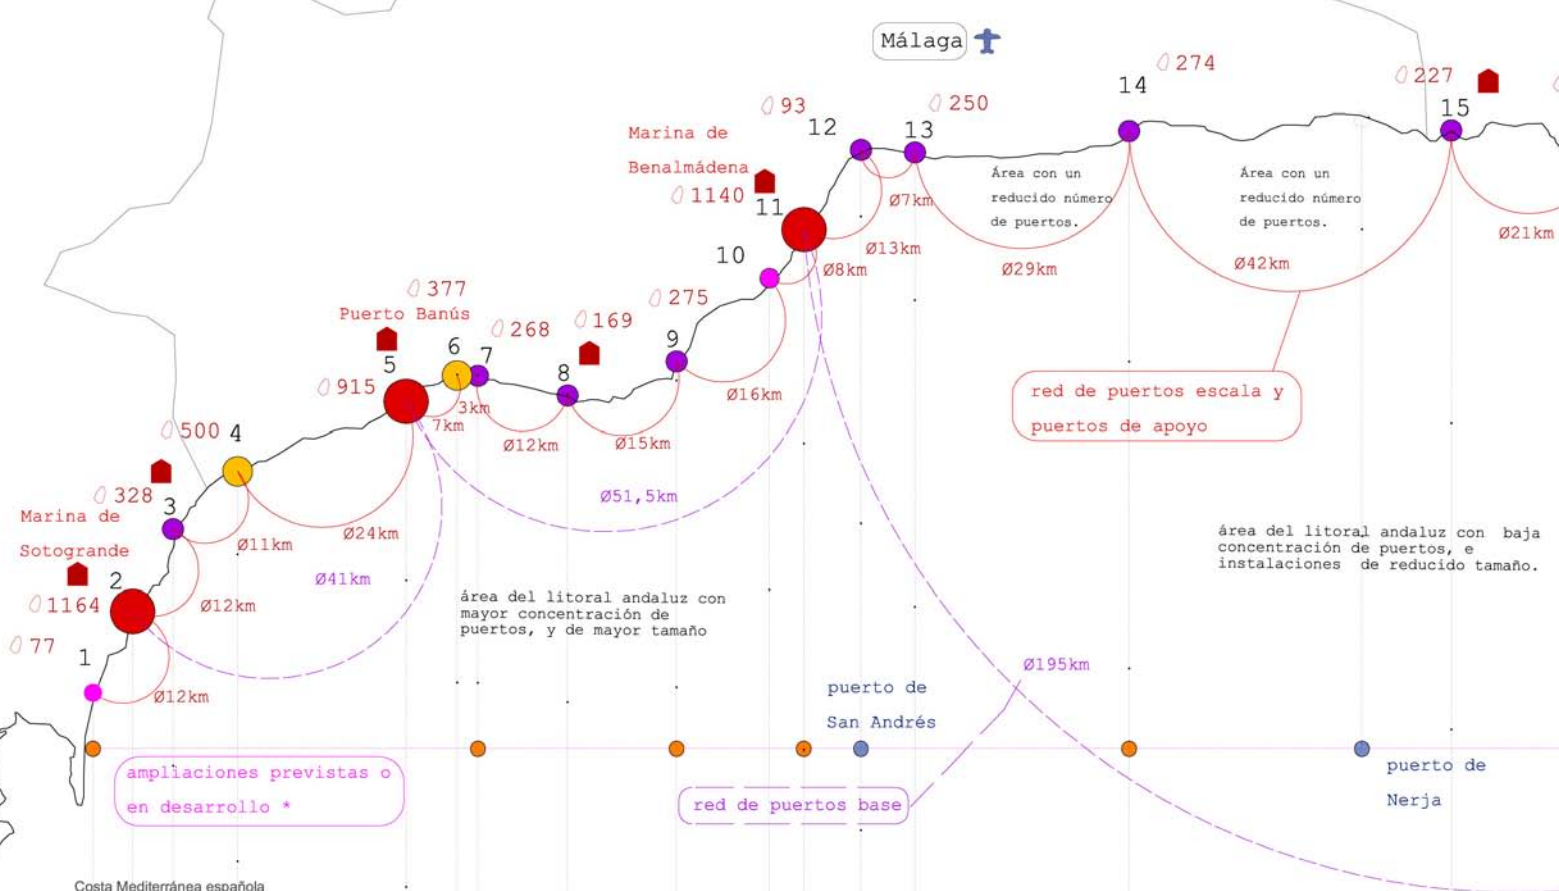 Málaga
274
14
227
15
93
250
12
13
Marina de
Benalmádena
1140
11
Ø7km
Área con un
reducido número
de puertos.
Área con un
reducido número
de puertos.
Ø21km
Ø13km
10
Ø8km
Ø29km
Ø42km
377
Puerto Banús
275
268
169
6
7
9
5
8
915
3km
7km
Ø12km
Ø15km
Ø16km
red de puertos escala y
puertos de apoyo
500
4
328
3
Ø51,5km
Marina de
Sotogrande
Ø11km
Ø24km
2
Ø41km
1164
Ø12km
área del litoral andaluz con baja
concentración de puertos, e
instalaciones de reducido tamaño.
área del litoral andaluz con
mayor concentración de
puertos, y de mayor tamaño
77
1
Ø12km
Ø195km
puerto de
San Andrés
ampliaciones previstas o
en desarrollo *
red de puertos base
puerto de
Nerja
Costa Mediterránea española